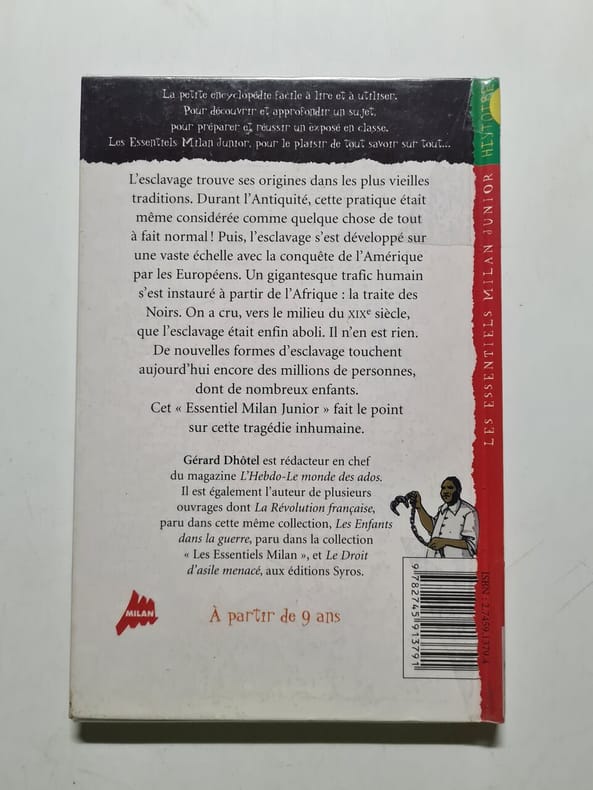 La petite encyclopédie facile à lire et à utiliser.
Pour découvrir et approfondir un sujet,
pour préparer et réussir un exposé en classe.
Les Essentiels Milan Junior, pour le plaisir de tout savoir sur tout...
L'esclavage trouve ses origines dans les plus vieilles
traditions. Durant l'Antiquité, cette pratique était
même considérée comme quelque chose de tout
à fait normal ! Puis, l'esclavage s'est développé sur
une vaste échelle avec la conquête de l'Amérique
par les Européens. Un gigantesque trafic humain
s'est instauré à partir de l'Afrique : la traite des
Noirs. On a cru, vers le milieu du XIXe siècle,
que l'esclavage était enfin aboli. Il n'en est rien.
De nouvelles formes d'esclavage touchent
aujourd'hui encore des millions de personnes,
dont de nombreux enfants.
Cet « Essentiel Milan Junior » fait le point
sur cette tragédie inhumaine.
Gérard Dhôtel est rédacteur en chef
du magazine L'Hebdo-Le monde des ados.
Il est également l'auteur de plusieurs
ouvrages dont La Révolution française,
paru dans cette même collection, Les Enfants
dans la guerre, paru dans la collection
« Les Essentiels Milan », et Le Droit
d'asile menacé, aux éditions Syros.
MILAN
À partir de 9 ans
ISBN : 2.7459.1379.4
9 782745 913791
LES ESSENTIELS MILAN JUNIOR
HISTOIRE